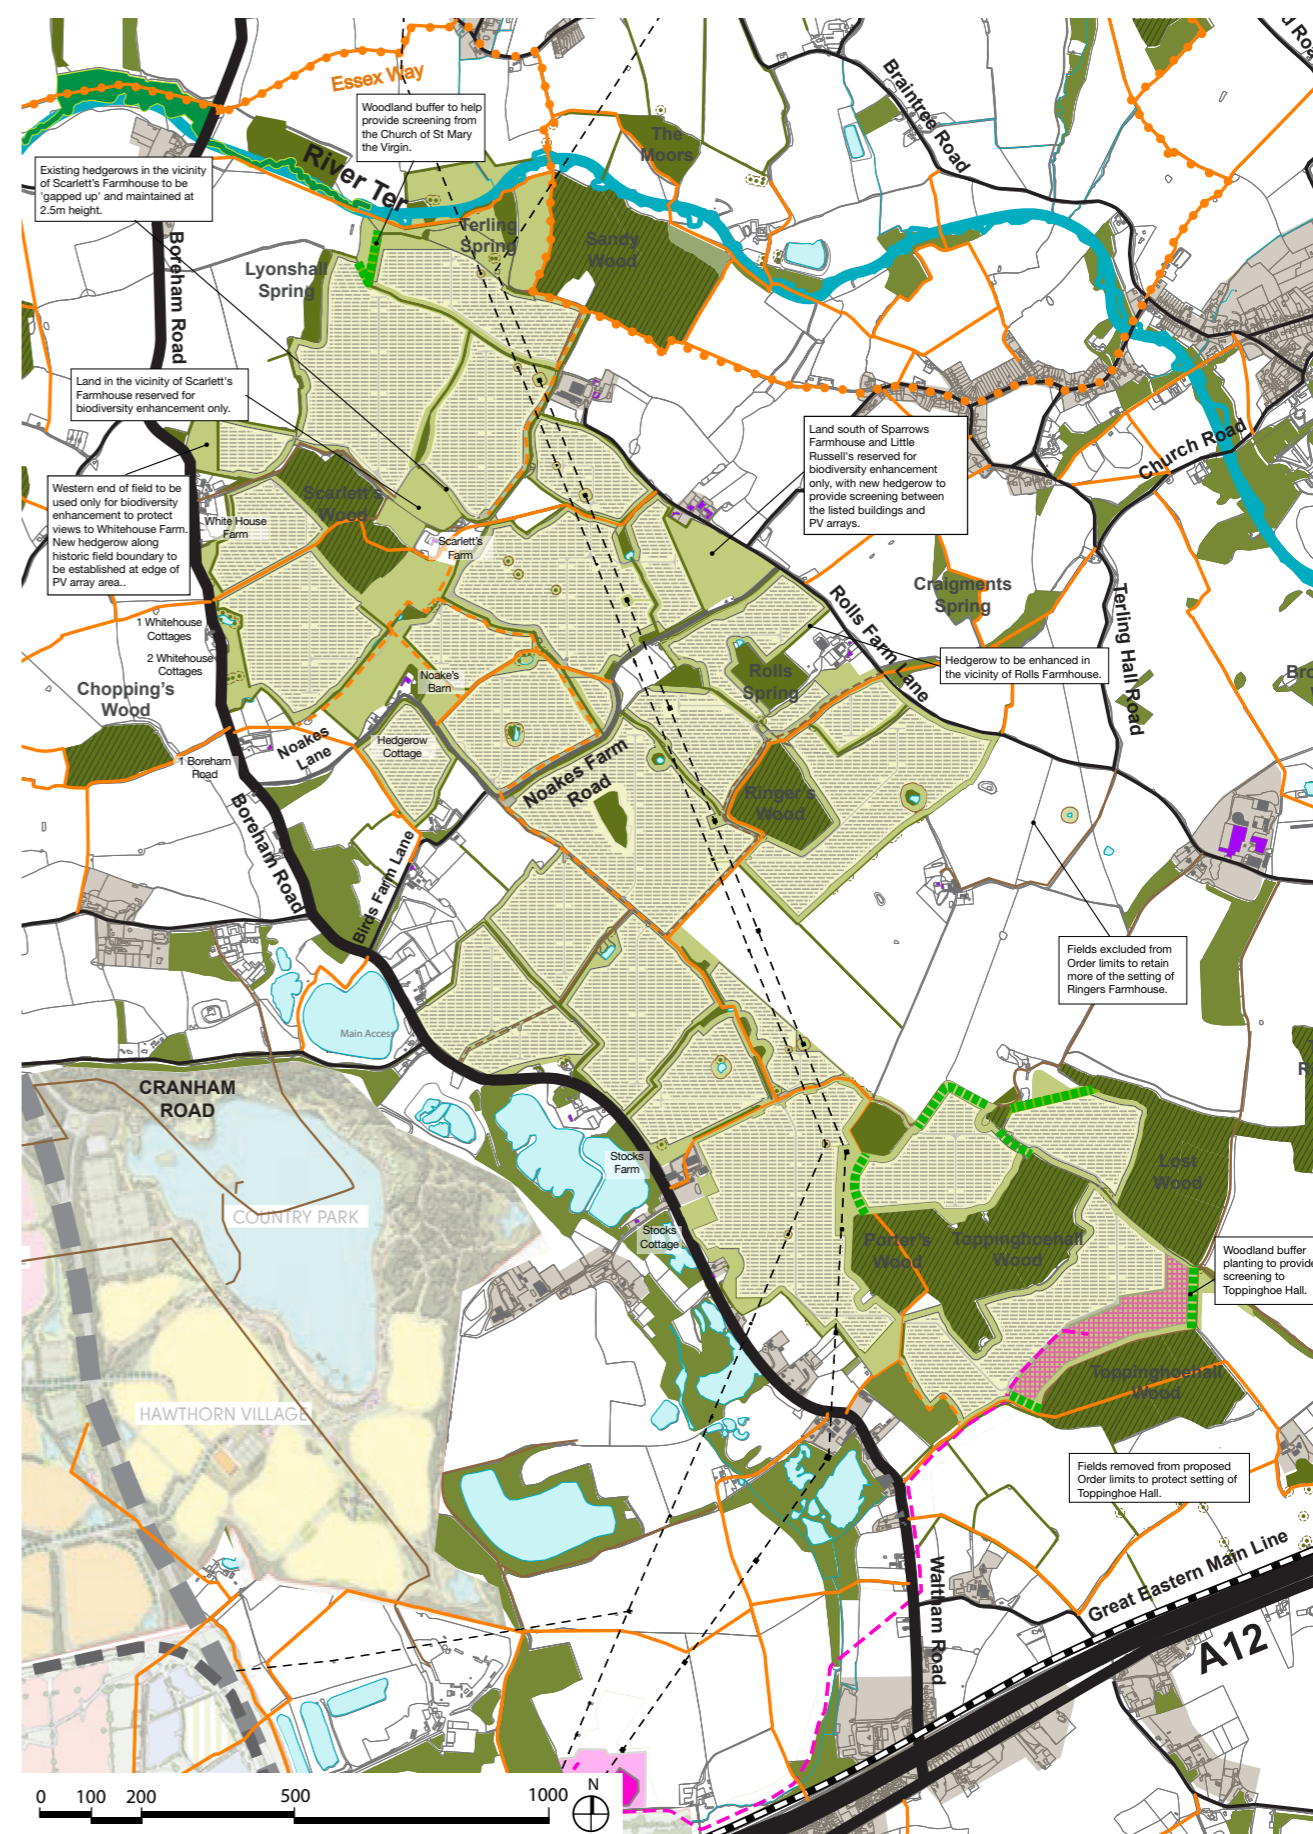 Essex Way
Braintree Road
Woodland buffer to help
provide screening from
the Church of St Mary
the Virgin.
The
Moors
River Ter
Existing hedgerows in the vicinity
of Scarlett's Farmhouse to be
'gapped up' and maintained at
2.5m height.
Terling
Spring
Sandy
Wood
Boreham Road
Lyonshall
Spring
Land in the vicinity of Scarlett's
Farmhouse reserved for
biodiversity enhancement only.
Land south of Sparrows
Farmhouse and Little
Russell's reserved for
biodiversity enhancement
only, with new hedgerow to
provide screening between
the listed buildings and
PV arrays.
Church Road
Western end of field to be
used only for biodiversity
enhancement to protect
views to Whitehouse Farm.
New hedgerow along
historic field boundary to
be established at edge of
PV array area..
Scarlett's
Wood
White House
Farm
Scarlett's
Farm
Craigments
Spring
Rolls Farm Lane
Terling Hall Road
1 Whitehouse
Cottages
2 Whitehouse
Cottages
Hedgerow to be enhanced in
the vicinity of Rolls Farmhouse.
Rolls
Spring
Bro
Noake's
Barn
Chopping's
Wood
Noakes
Lane
Hedgerow
Cottage
1 Boreham
Road
Noakes Farm
Road
Ringer's
Wood
Boreham Road
Birds Farm Lane
Fields excluded from
Order limits to retain
more of the setting of
Ringers Farmhouse.
Main Access
CRANHAM
ROAD
R
Stocks
Farm
Lost
Wood
COUNTRY PARK
Stocks
Cottage
Porter's
Wood
Toppinghoehall
Wood
Woodland buffer
planting to provide
screening to
Toppinghoe Hall.
Toppinghoehall
Wood
HAWTHORN VILLAGE
Fields removed from proposed
Order limits to protect setting of
Toppinghoe Hall.
Great Eastern Main Line
Waltham Road
A12
0 100 200 500 1000
N